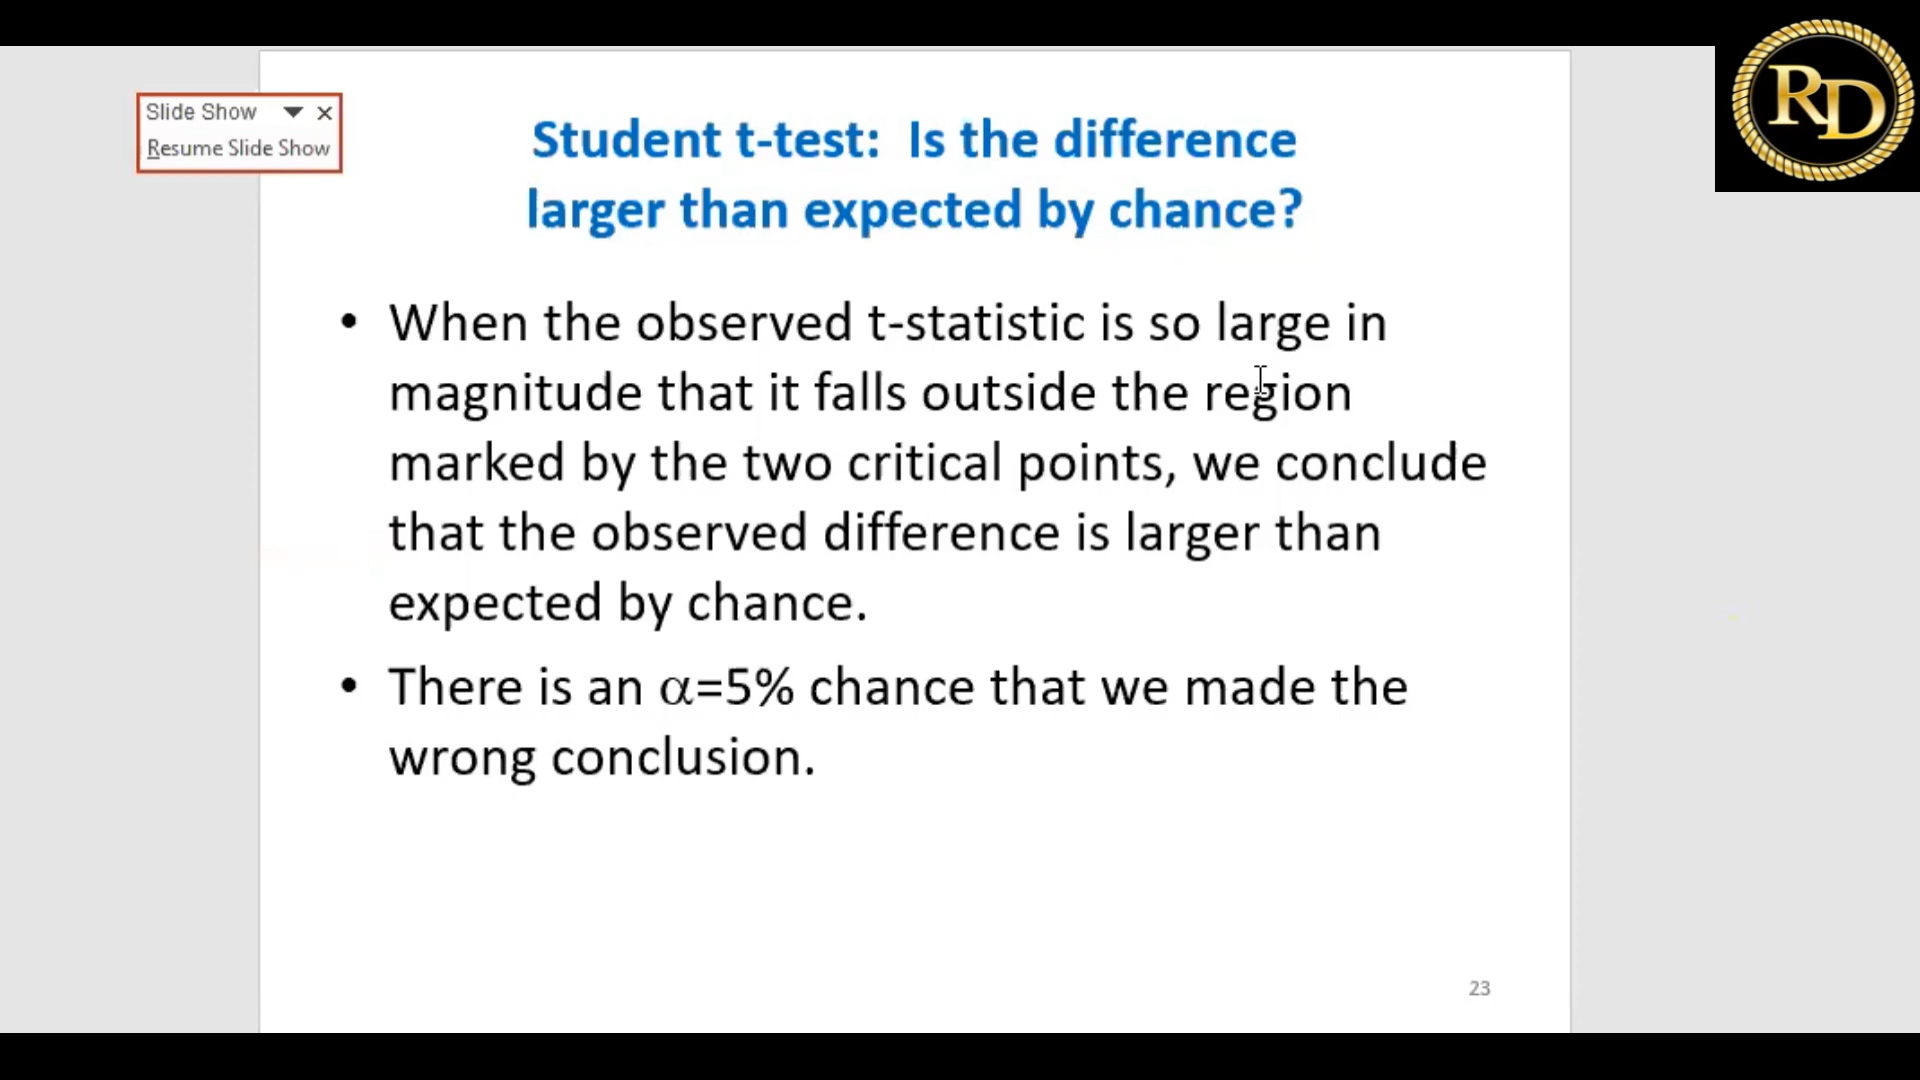 Slide Show
Resume Slide Show
RD
Student t-test: Is the difference
larger than expected by chance?
• When the observed t-statistic is so large in
magnitude that it falls outside the region
marked by the two critical points, we conclude
that the observed difference is larger than
expected by chance.
• There is an α=5% chance that we made the
wrong conclusion.
23